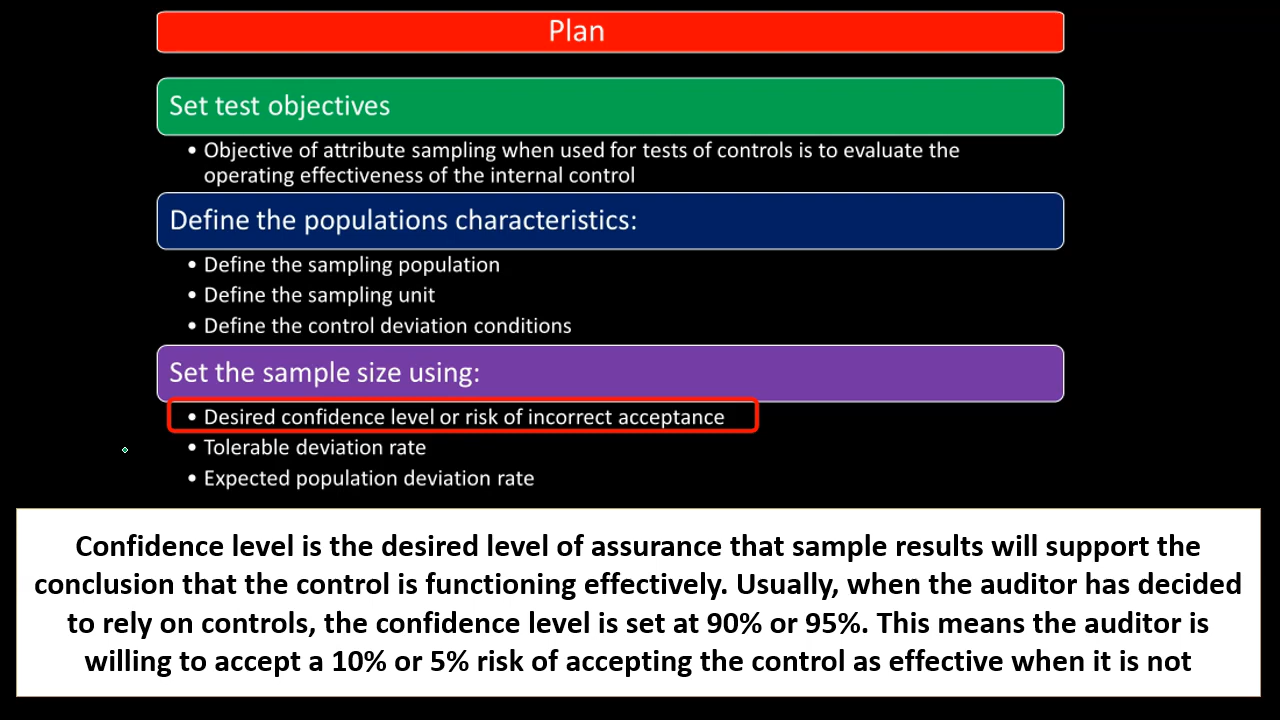 Plan
Set test objectives
• Objective of attribute sampling when used for tests of controls is to evaluate the
operating effectiveness of the internal control
Define the populations characteristics:
• Define the sampling population
• Define the sampling unit
• Define the control deviation conditions
Set the sample size using:
• Desired confidence level or risk of incorrect acceptance
• Tolerable deviation rate
• Expected population deviation rate
Confidence level is the desired level of assurance that sample results will support the
conclusion that the control is functioning effectively. Usually, when the auditor has decided
to rely on controls, the confidence level is set at 90% or 95%. This means the auditor is
willing to accept a 10% or 5% risk of accepting the control as effective when it is not